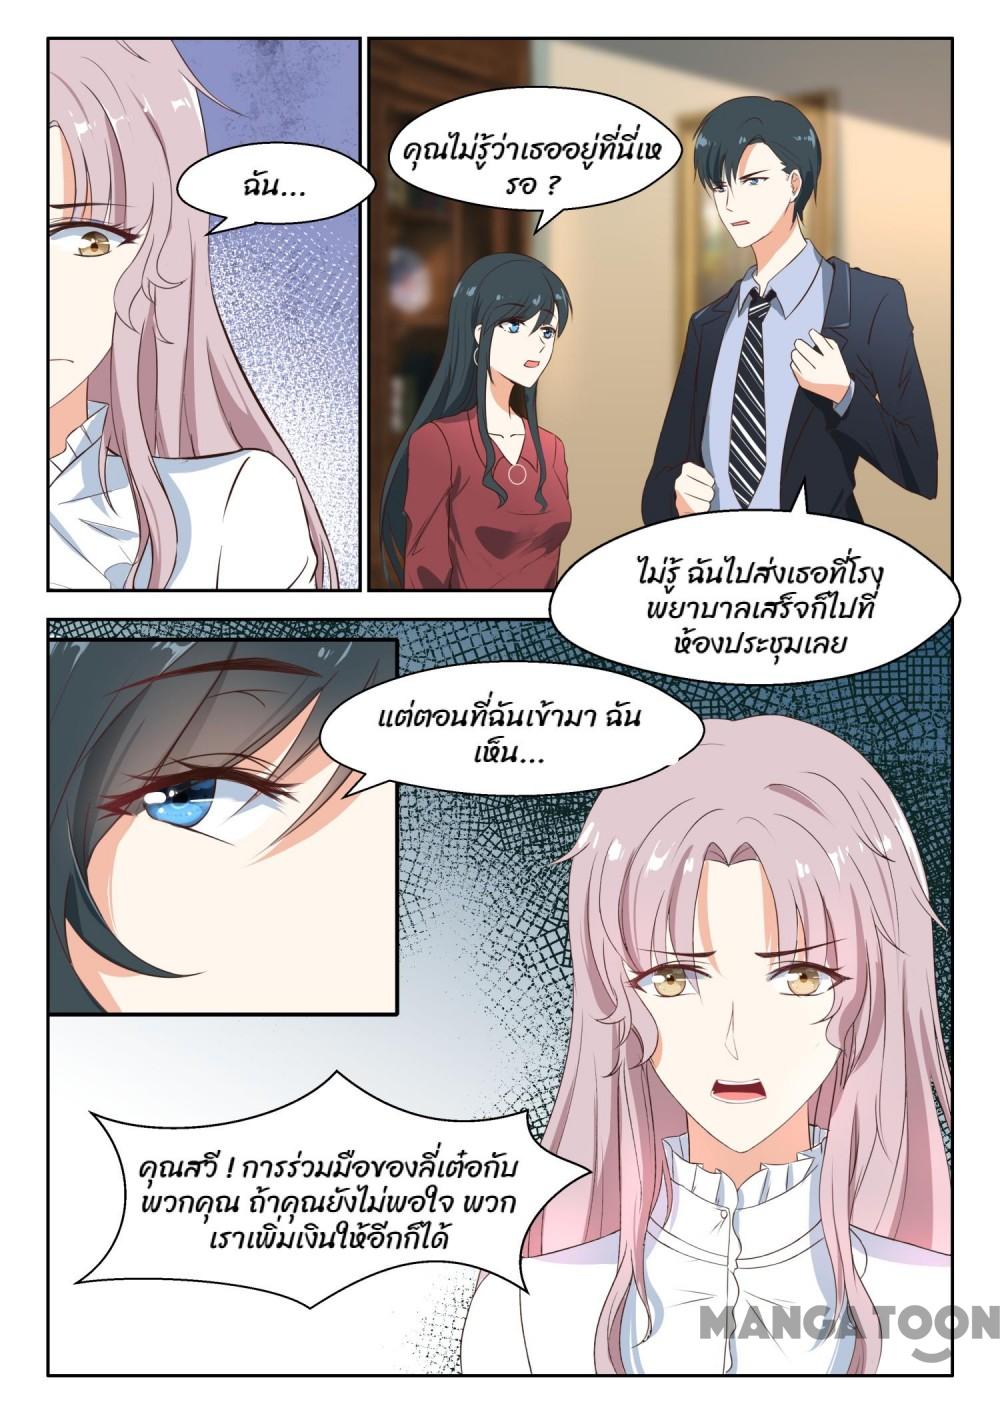 ฉัน...
คุณไม่รู้ว่าเธออยู่ที่นี่เห
รอ ?
ไม่รู้ ฉันไปส่งเธอที่โรง
พยาบาลเสร็จก็ไปที่
ห้องประชุมเลย
แต่ตอนที่ฉันเข้ามา ฉัน
เห็น...
คุณสวี ! การร่วมมือของลี่เต๋อกับ
พวกคุณ ถ้าคุณยังไม่พอใจ พวก
เราเพิ่มเงินให้อีกก็ได้
MANGATOON